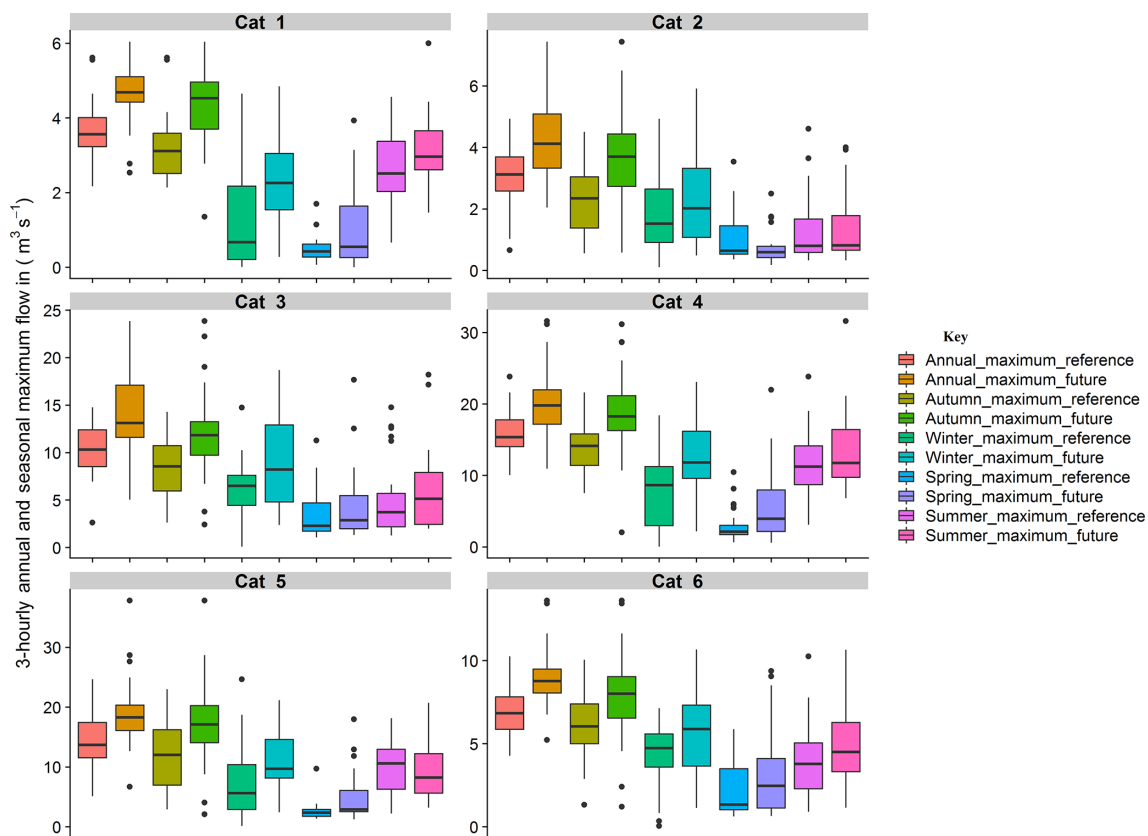 Cat 1
Cat 2
6
4
2
0
6
4
2
0
Cat 3
Cat 4
25
20
15
10
5
0
30
20
10
0
Cat 5
Cat 6
30
20
10
0
10
5
0
3-hourly annual and seasonal maximum flow in ( m³ s⁻¹)
Key
Annual_maximum_reference
Annual_maximum_future
Autumn_maximum_reference
Autumn_maximum_future
Winter_maximum_reference
Winter_maximum_future
Spring_maximum_reference
Spring_maximum_future
Summer_maximum_reference
Summer_maximum_future